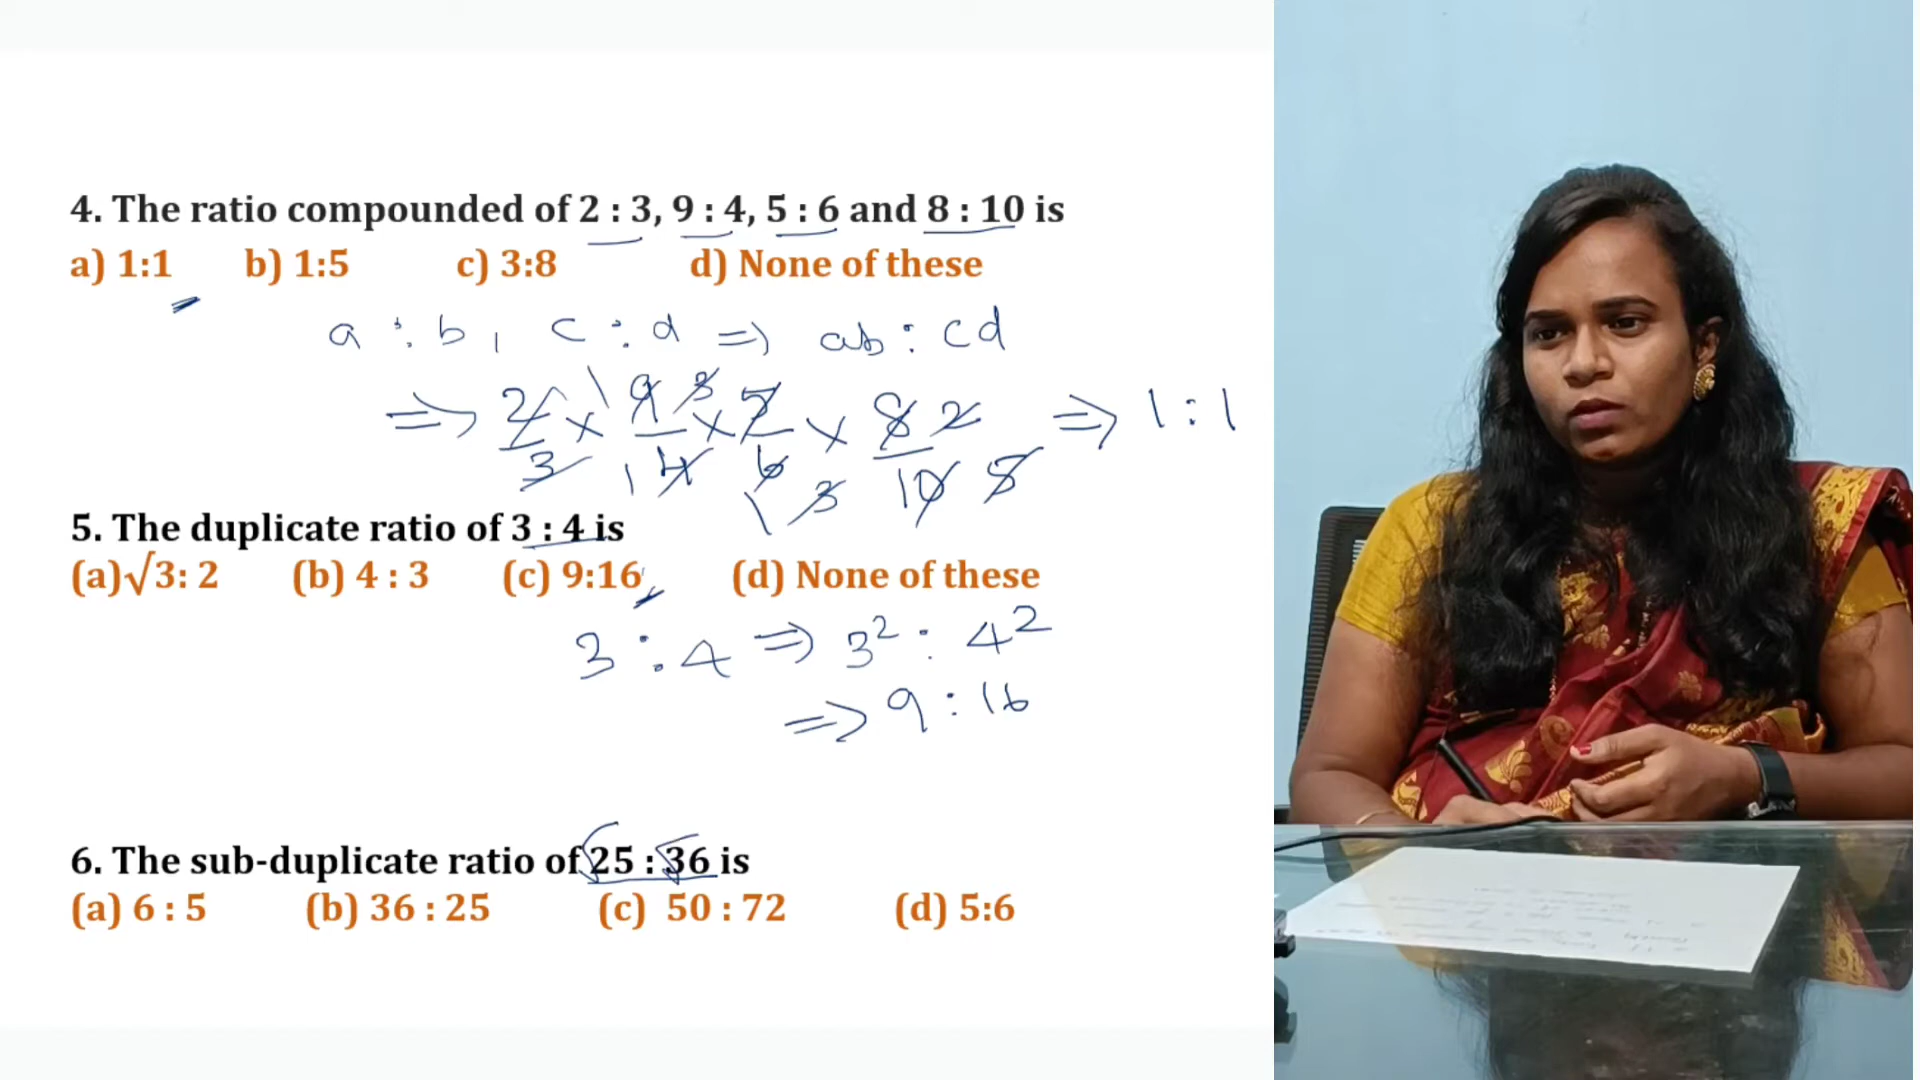 4. The ratio compounded of 2 : 3, 9 : 4, 5 : 6 and 8 : 10 is
a) 1:1 b) 1:5 c) 3:8 d) None of these
a : b, c : d => ab : cd
=> 2/3 × 9/4 × 5/6 × 8/10 => 1 : 1
5. The duplicate ratio of 3 : 4 is
(a)√3: 2 (b) 4 : 3 (c) 9:16 (d) None of these
3 : 4 => 3² : 4²
=> 9 : 16
6. The sub-duplicate ratio of 25 : 36 is
(a) 6 : 5 (b) 36 : 25 (c) 50 : 72 (d) 5:6